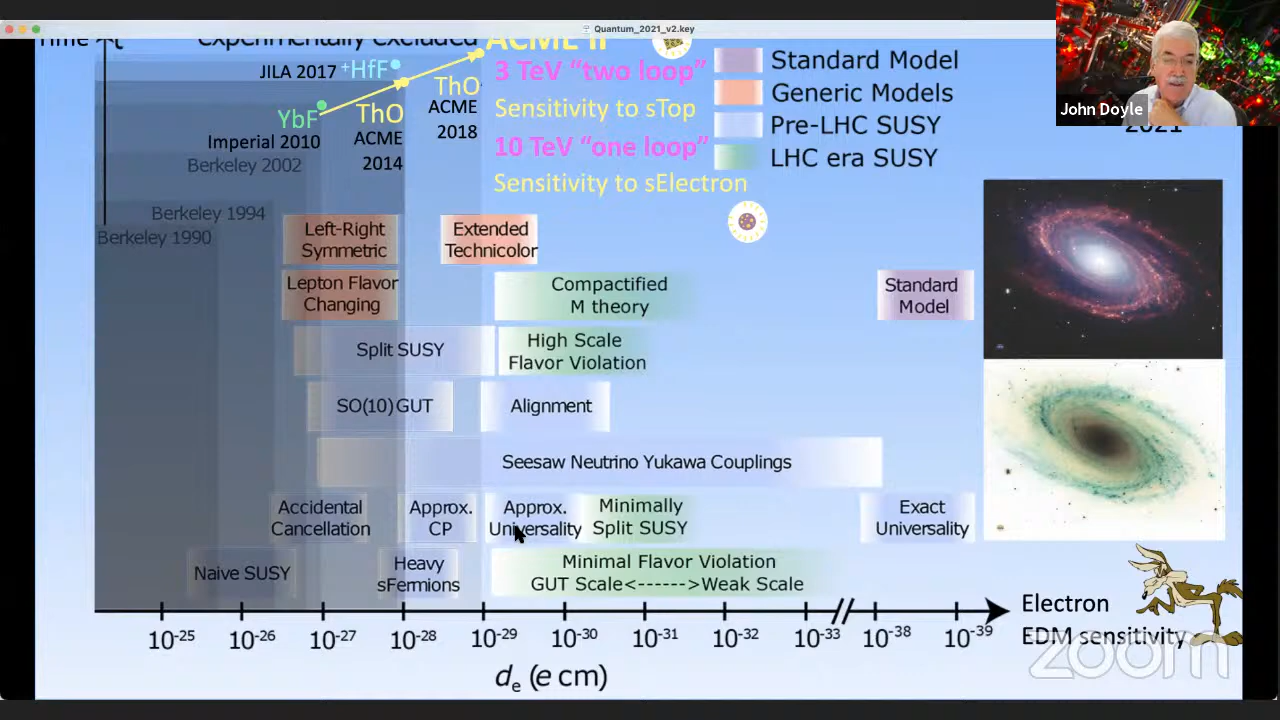 Quantum_2021_v2.key
Time
experimentally excluded
ACME II
JILA 2017 +HfF
3 TeV “two loop”
Standard Model
ThO
Sensitivity to sTop
Generic Models
John Doyle
YbF
ThO
ACME
2018
10 TeV “one loop”
Pre-LHC SUSY
2021
Imperial 2010
ACME
2014
LHC era SUSY
Berkeley 2002
Sensitivity to sElectron
Berkeley 1994
Berkeley 1990
Left-Right
Symmetric
Extended
Technicolor
Lepton Flavor
Changing
Compactified
M theory
Standard
Model
Split SUSY
High Scale
Flavor Violation
SO(10) GUT
Alignment
Seesaw Neutrino Yukawa Couplings
Accidental
Cancellation
Approx.
CP
Approx.
Universality
Minimally
Split SUSY
Exact
Universality
Naive SUSY
Heavy
sFermions
Minimal Flavor Violation
GUT Scale<------>Weak Scale
10-25 10-26 10-27 10-28 10-29 10-30 10-31 10-32 10-33 10-38 10-39
Electron
EDM sensitivity
de (e cm)
zoom